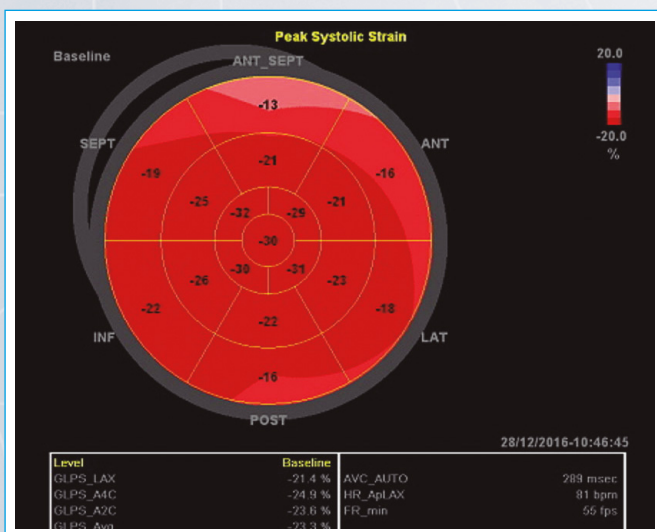 Peak Systolic Strain
Baseline
20.0
-20.0
%
ANT_SEPT
SEPT
ANT
INF
LAT
POST
-13
-19
-21
-16
-25
-21
-32
-29
-30
-30
-31
-26
-23
-22
-22
-18
-16
28/12/2016-10:46:45
Level Baseline
GLPS_LAX -21.4 %
GLPS_A4C -24.9 %
GLPS_A2C -23.6 %
GLPS_Avg -23.3 %
AVC_AUTO 289 msec
HR_ApLAX 81 bpm
FR_min 55 fps